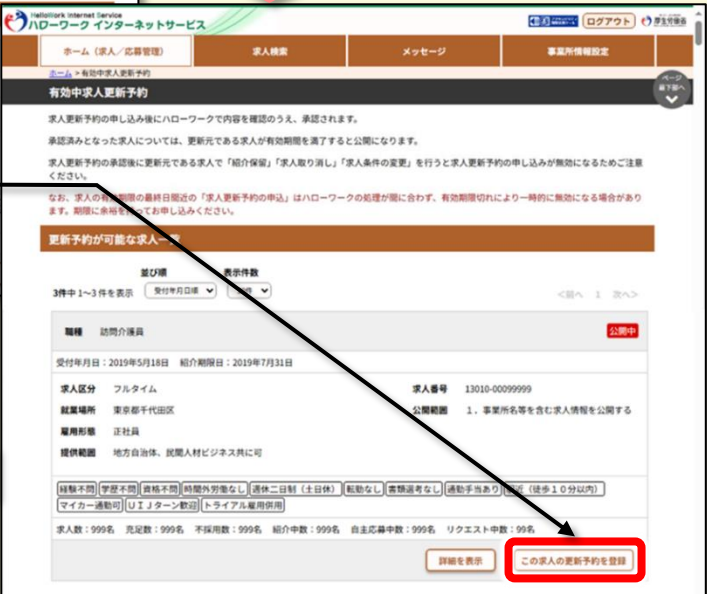 HelloWork Internet Service
ハローワーク インターネットサービス
ログアウト
厚生労働省
ホーム（求人／応募管理）
求人検索
メッセージ
事業所情報設定
ホーム > 有効中求人更新予約
ページ
最下部へ
有効中求人更新予約
求人更新予約の申し込み後にハローワークで内容を確認のうえ、承認されます。
承認済みとなった求人については、更新元である求人が有効期間を満了すると公開になります。
求人更新予約の承認後に更新元である求人で「紹介保留」「求人取り消し」「求人条件の変更」を行うと求人更新予約の申し込みが無効になるためご注意
ください。
なお、求人の有効期限の最終日間近の「求人更新予約の申込」はハローワークの処理が間に合わず、有効期限切れにより一時的に無効になる場合があり
ます。期限に余裕を持ってお申し込みください。
更新予約が可能な求人一覧
並び順
表示件数
3件中 1～3 件を表示
受付年月日順
件
<前へ 1 次へ>
職種 訪問介護員
公開中
受付年月日：2019年5月18日 紹介期限日：2019年7月31日
求人区分 フルタイム
求人番号 13010-00099999
就業場所 東京都千代田区
公開範囲 1．事業所名等を含む求人情報を公開する
雇用形態 正社員
提供範囲 地方自治体、民間人材ビジネス共に可
経験不問 学歴不問 資格不問 時間外労働なし 週休二日制（土日休） 転勤なし 書類選考なし 通勤手当あり 駅近（徒歩１０分以内）
マイカー通勤可 ＵＩＪターン歓迎 トライアル雇用併用
求人数：999名 充足数：999名 不採用数：999名 紹介中数：999名 自主応募中数：999名 リクエスト中数：99名
詳細を表示
この求人の更新予約を登録